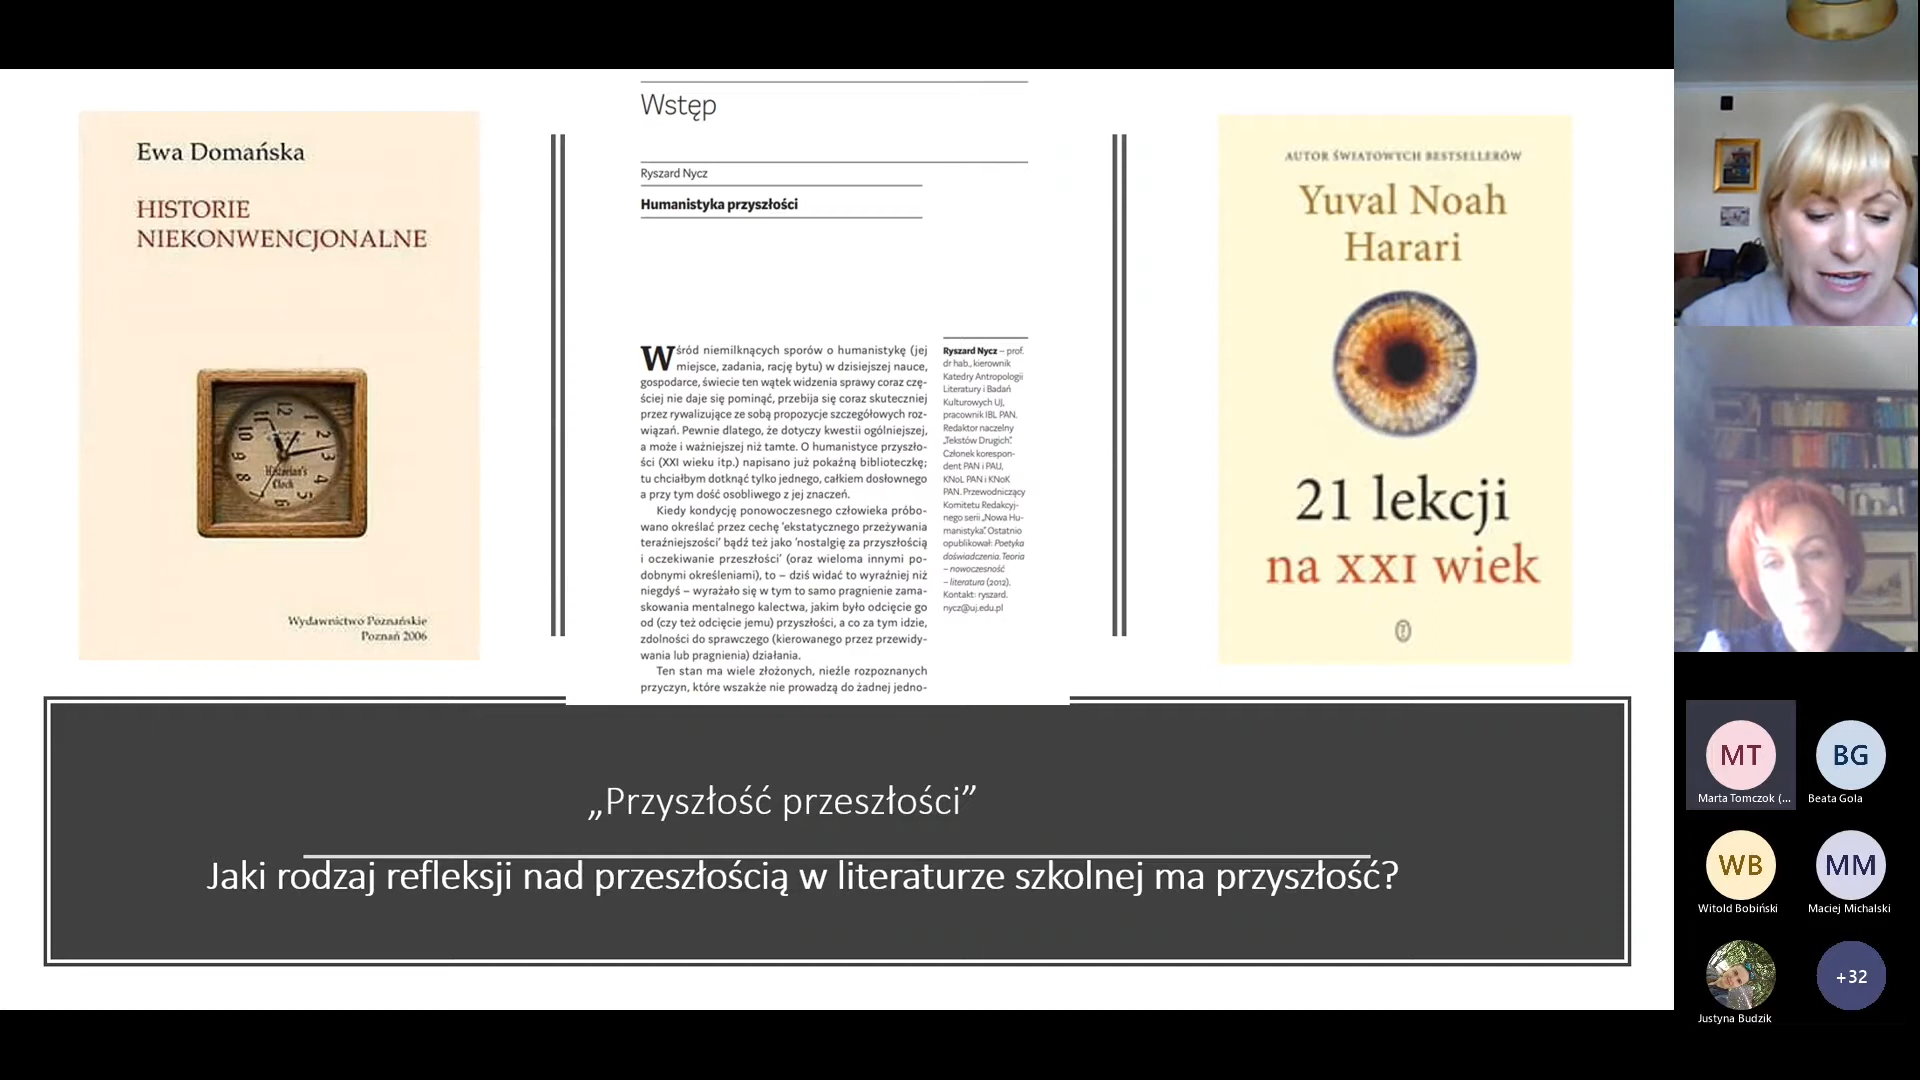 Ewa Domańska
HISTORIE
NIEKONWENCJONALNE
Historian's
Clock
Wydawnictwo Poznańskie
Poznań 2006
Wstęp
Ryszard Nycz
Humanistyka przyszłości
Wśród niemilknących sporów o humanistykę (jej
miejsce, zadania, rację bytu) w dzisiejszej nauce,
gospodarce, świecie ten wątek widzenia sprawy coraz czę-
ściej nie daje się pominąć, przebija się coraz skuteczniej
przez rywalizujące ze sobą propozycje szczegółowych roz-
wiązań. Pewnie dlatego, że dotyczy kwestii ogólniejszej,
a może i ważniejszej niż tamte. O humanistyce przyszło-
ści (XXI wieku itp.) napisano już pokaźną biblioteczkę;
tu chciałbym dotknąć tylko jednego, całkiem dosłownego
a przy tym dość osobliwego z jej znaczeń.
Kiedy kondycję ponowoczesnego człowieka próbo-
wano określać przez cechę 'ekstatycznego przeżywania
teraźniejszości' bądź też jako 'nostalgię za przyszłością
i oczekiwanie przeszłości' (oraz wieloma innymi po-
dobnymi określeniami), to – dziś widać to wyraźniej niż
niegdyś – wyrażało się w tym to samo pragnienie zama-
skowania mentalnego kalectwa, jakim było odcięcie go
od (czy też odcięcie jemu) przyszłości, a co za tym idzie,
zdolności do sprawczego (kierowanego przez przewidy-
wania lub pragnienia) działania.
Ten stan ma wiele złożonych, nieźle rozpoznanych
przyczyn, które wszakże nie prowadzą do żadnej jedno-
Ryszard Nycz – prof.
dr hab., kierownik
Katedry Antropologii
Literatury i Badań
Kulturowych UJ,
pracownik IBL PAN.
Redaktor naczelny
„Tekstów Drugich".
Członek korespon-
dent PAN i PAU,
KNoL PAN i KNoK
PAN. Przewodniczący
Komitetu Redakcyj-
nego serii „Nowa Hu-
manistyka". Ostatnio
opublikował: Poetyka
doświadczenia. Teoria
– nowoczesność
– literatura (2012).
Kontakt: ryszard.
nycz@uj.edu.pl
AUTOR ŚWIATOWYCH BESTSELLERÓW
Yuval Noah
Harari
21 lekcji
na XXI wiek
„Przyszłość przeszłości”
Jaki rodzaj refleksji nad przeszłością w literaturze szkolnej ma przyszłość?
MT
Marta Tomczok (...
BG
Beata Gola
WB
Witold Bobiński
MM
Maciej Michalski
Justyna Budzik
+32